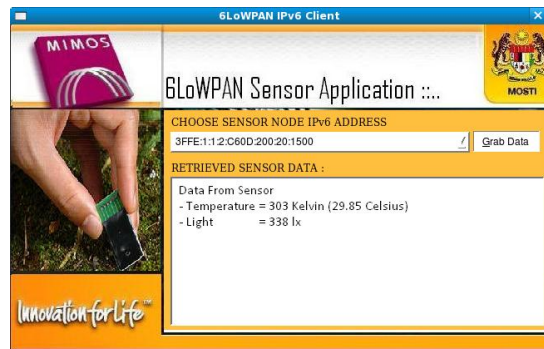 6LoWPAN IPv6 Client
MIMOS
6LoWPAN Sensor Application ::..
MOSTI
CHOOSE SENSOR NODE IPv6 ADDRESS
3FFE:1:1:2:C60D:200:20:1500
Grab Data
RETRIEVED SENSOR DATA :
Data From Sensor
- Temperature = 303 Kelvin (29.85 Celsius)
- Light = 338 lx
Innovation for Life™